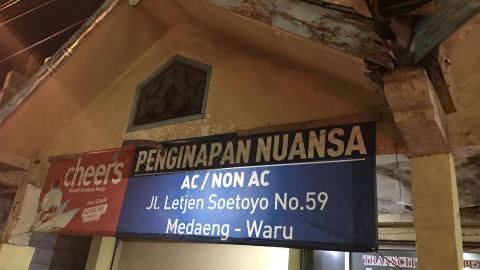 cheers
PENGINAPAN NUANSA
AC / NON AC
Jl. Letjen Soetoyo No.59
Medaeng - Waru
TRANSCIT